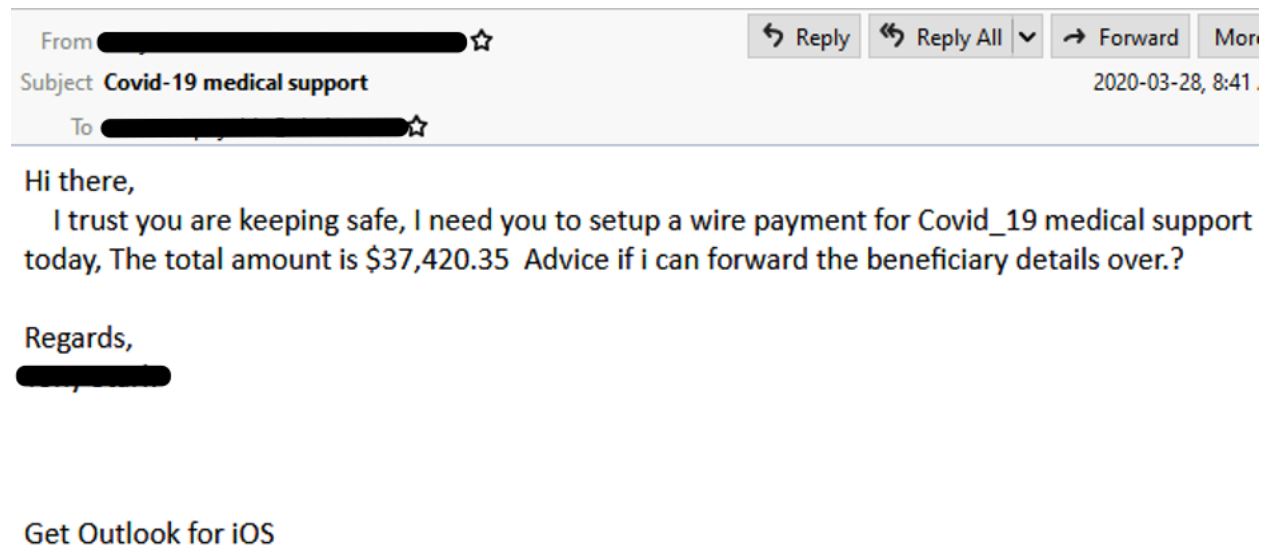 From
Reply Reply All Forward More
Subject Covid-19 medical support
2020-03-28, 8:41
To
Hi there,
I trust you are keeping safe, I need you to setup a wire payment for Covid_19 medical support
today, The total amount is $37,420.35 Advice if i can forward the beneficiary details over.?
Regards,
Get Outlook for iOS